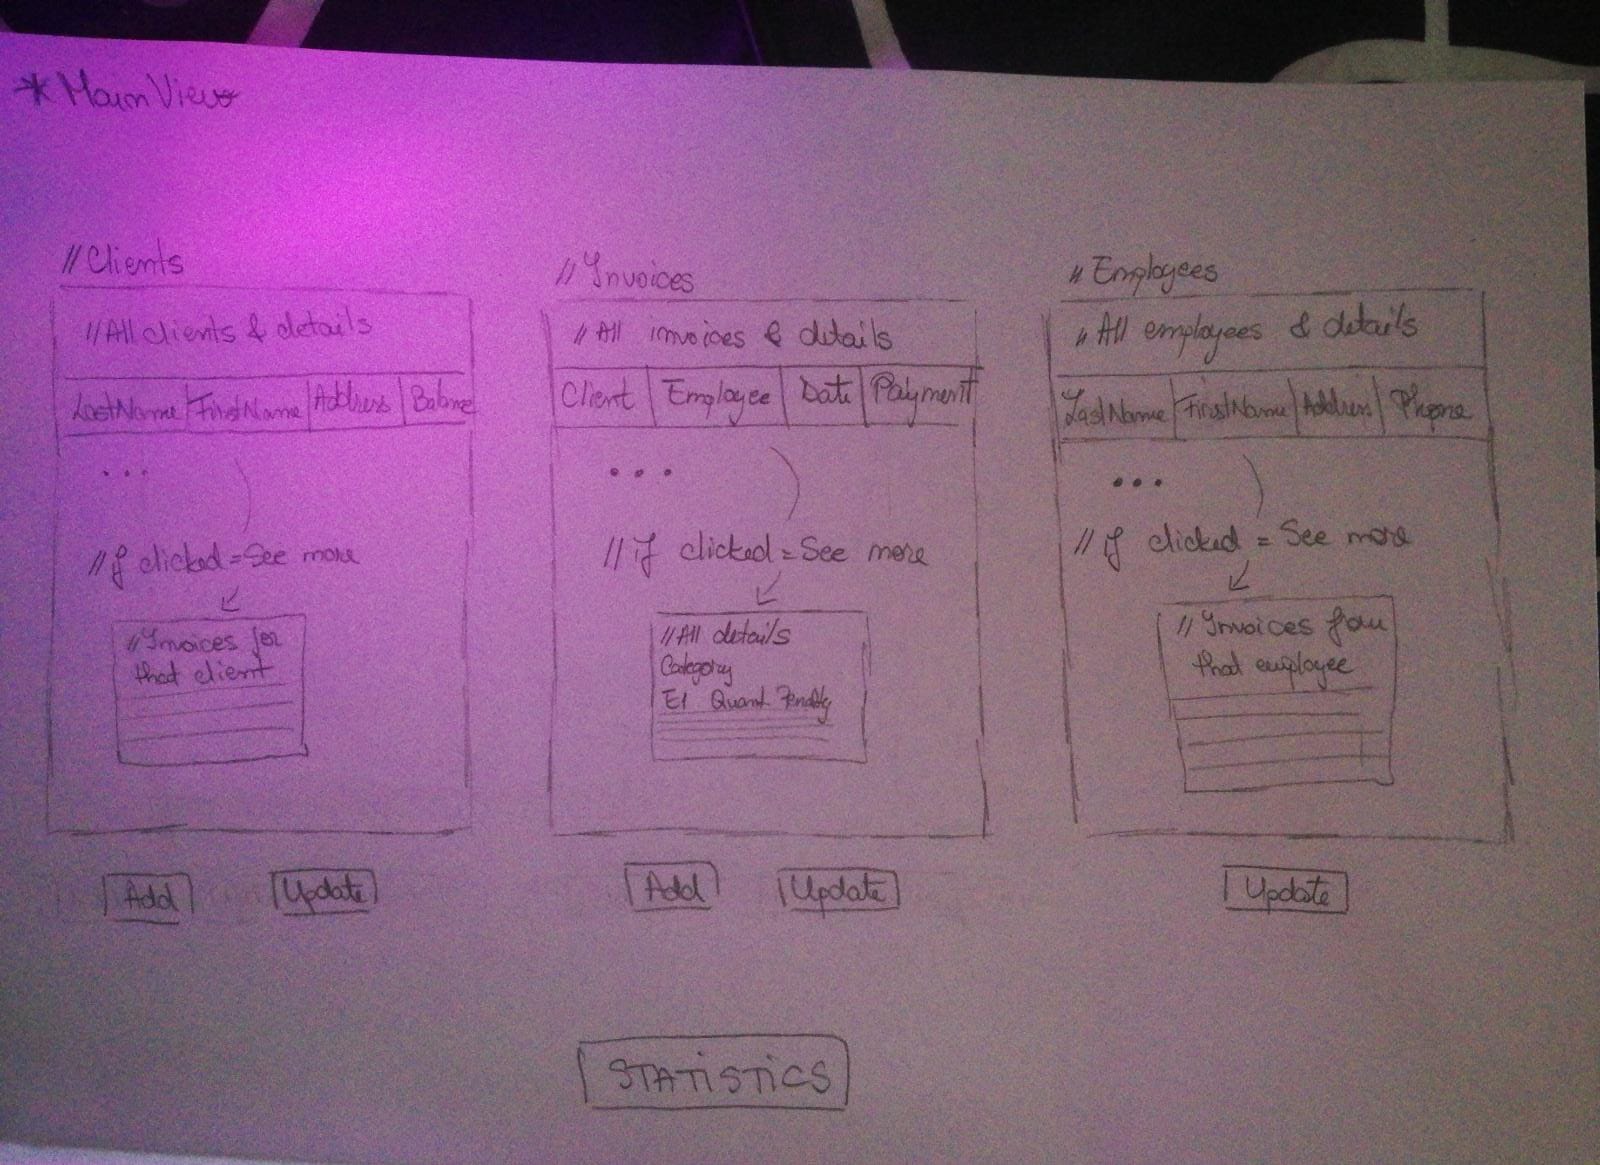 *Main View
//Clients
//All clients & details
LastName FirstName Address Balance
...
//if clicked = See more
//Invoices for
that client
Add Update
//Invoices
//All invoices & details
Client Employee Date Payment
...
//if clicked = See more
//All details
Category
El Quant Penalty
Add Update
//Employees
//All employees & details
LastName FirstName Address Phone
...
//if clicked = See more
//Invoices from
that employee
Update
STATISTICS